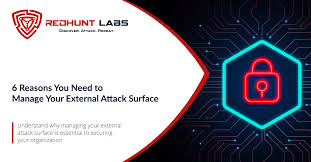 REDHUNT LABS
Discover. Attack. Repeat.
6 Reasons You Need to
Manage Your External Attack Surface
Understand why managing your external
attack surface is essential to securing
your organization